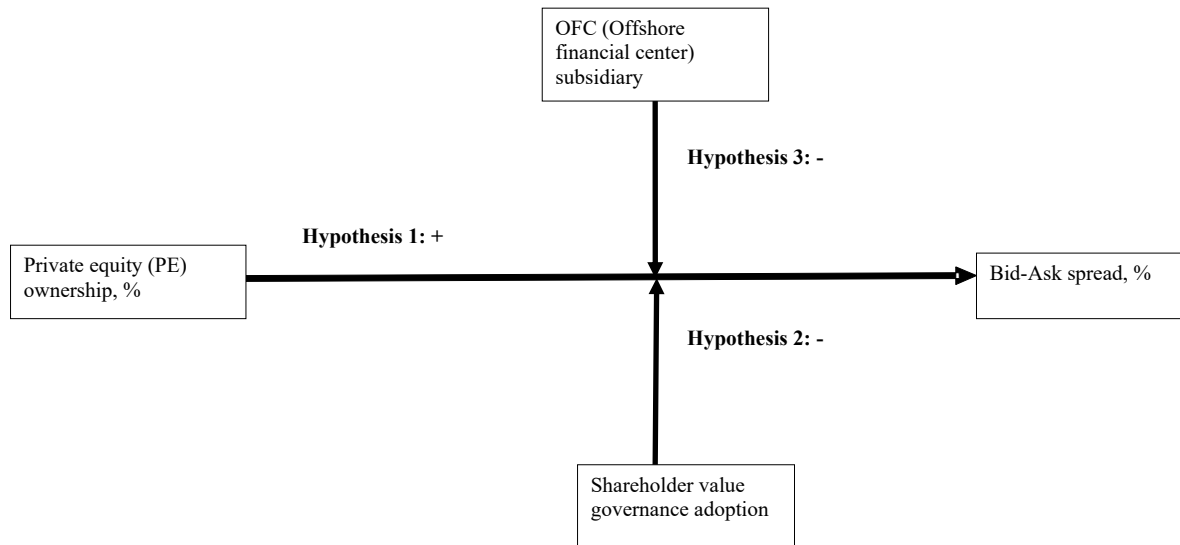 OFC (Offshore
financial center)
subsidiary
Hypothesis 3: -
Hypothesis 1: +
Private equity (PE)
ownership, %
Bid-Ask spread, %
Hypothesis 2: -
Shareholder value
governance adoption